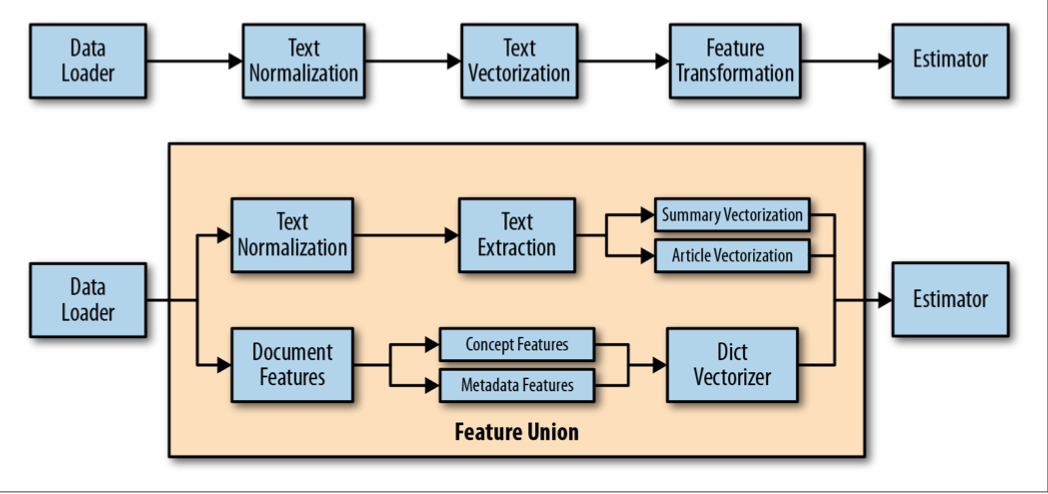 Data
Loader
Text
Normalization
Text
Vectorization
Feature
Transformation
Estimator
Data
Loader
Text
Normalization
Text
Extraction
Summary Vectorization
Article Vectorization
Document
Features
Concept Features
Metadata Features
Dict
Vectorizer
Estimator
Feature Union